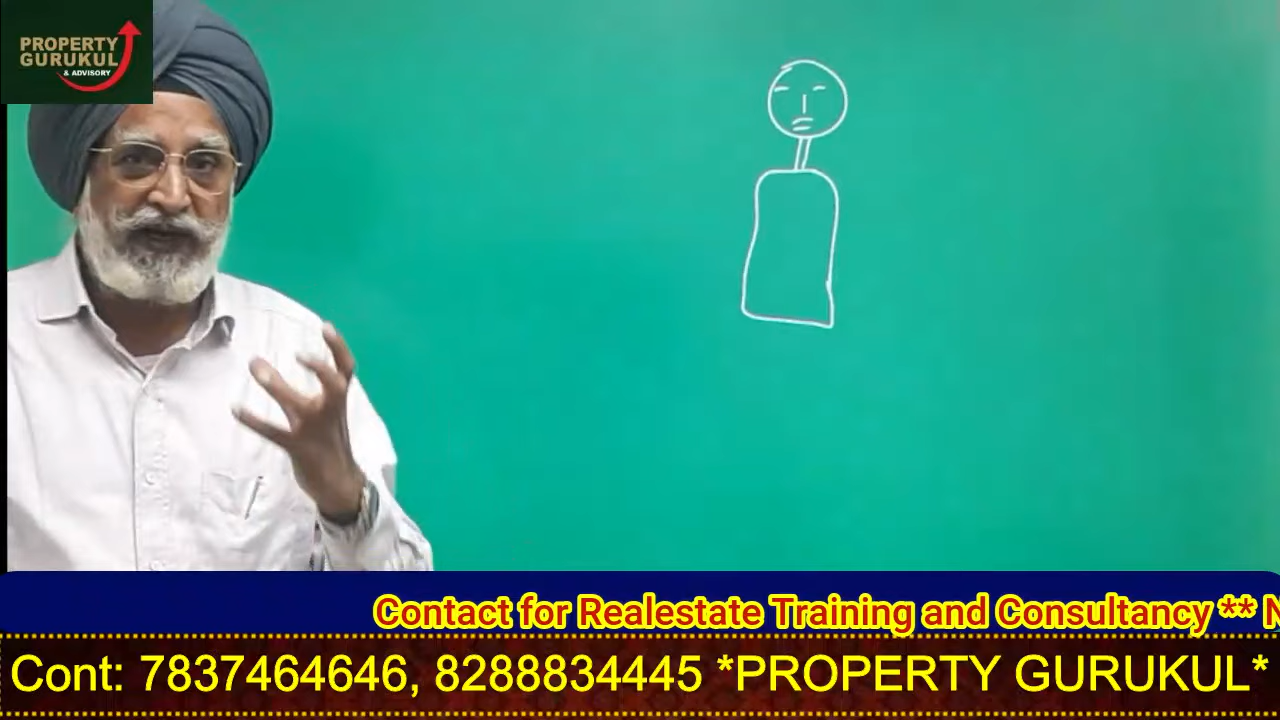 PROPERTY
GURUKUL
& ADVISORY
Contact for Realestate Training and Consultancy ** N
Cont: 7837464646, 8288834445 *PROPERTY GURUKUL*